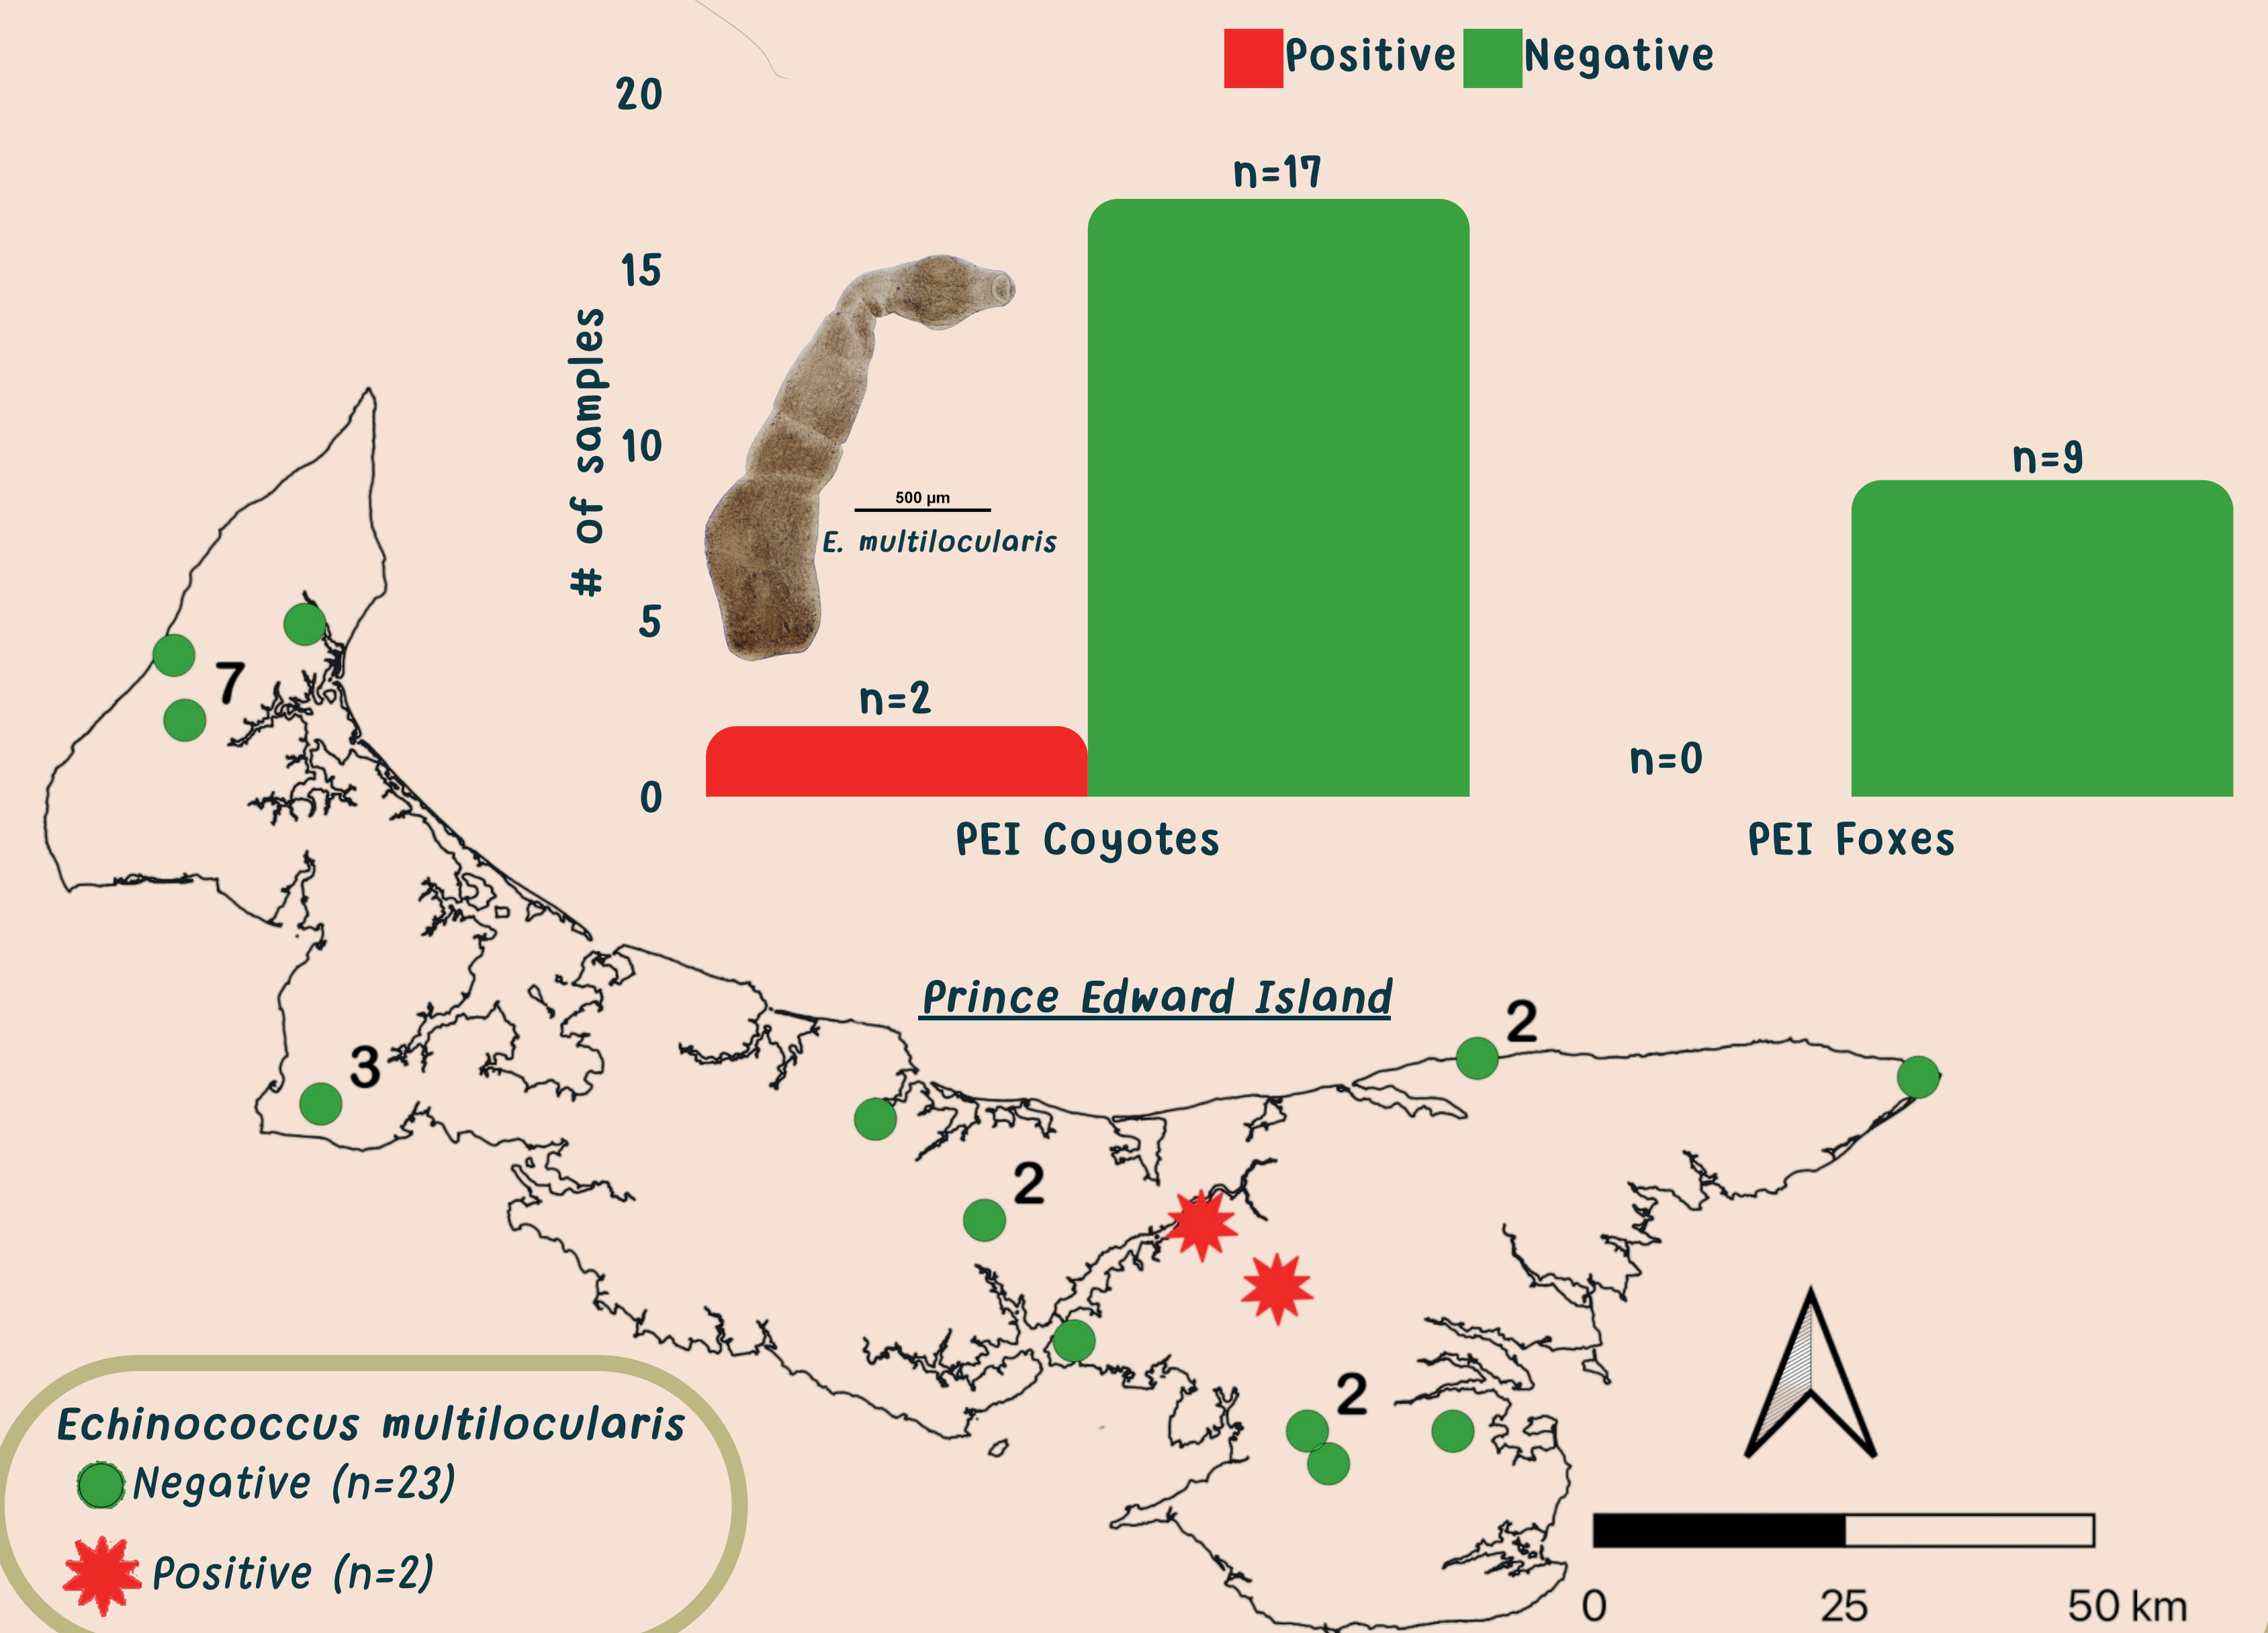 Positive Negative
20
15
10
5
0
# of samples
n=17
n=2
n=0
n=9
500 µm
E. multilocularis
PEI Coyotes
PEI Foxes
7
3
Prince Edward Island
2
2
2
Echinococcus multilocularis
Negative (n=23)
Positive (n=2)
0 25 50 km